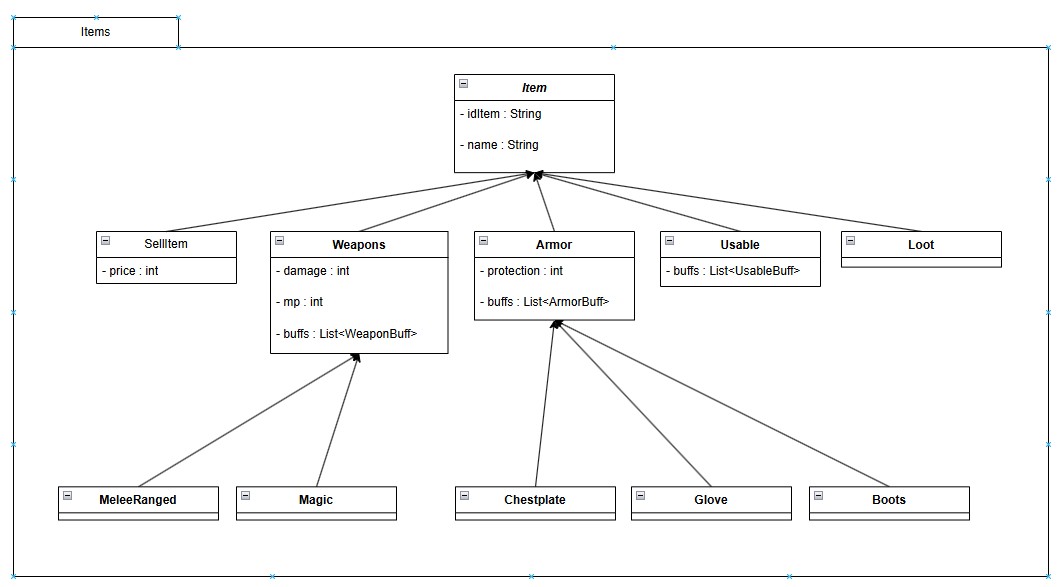 Items
Item
- idItem : String
- name : String
SellItem
- price : int
Weapons
- damage : int
- mp : int
- buffs : List<WeaponBuff>
Armor
- protection : int
- buffs : List<ArmorBuff>
Usable
- buffs : List<UsableBuff>
Loot
MeleeRanged
Magic
Chestplate
Glove
Boots